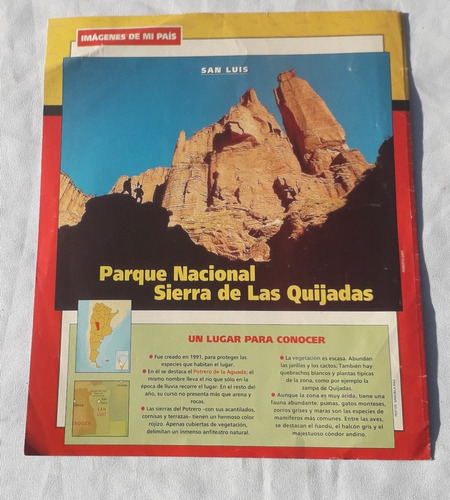 IMÁGENES DE MI PAÍS
SAN LUIS
Parque Nacional
Sierra de Las Quijadas
UN LUGAR PARA CONOCER
● Fue creado en 1991, para proteger las
especies que habitan el lugar.
● En él se destaca el Potrero de la Aguada; el
mismo nombre lleva el río que sólo en la
época de lluvia recorre el lugar. En el resto del
año, su curso no presenta más que arena y
rocas.
● Las sierras del Potrero -con sus acantilados,
cornisas y terrazas- tienen un hermoso color
rojizo. Apenas cubiertas de vegetación,
delimitan un inmenso anfiteatro natural.
● La vegetación es escasa. Abundan
las jarillas y los cactos; También hay
quebrachos blancos y plantas típicas
de la zona, como por ejemplo la
zampa de Quijadas.
● Aunque la zona es muy árida, tiene una
fauna abundante: pumas, gatos monteses,
zorros grises y maras son las especies de
mamíferos más comunes. Entre las aves,
se destacan el ñandú, el halcón gris y el
majestuoso cóndor andino.
SAN
LUIS